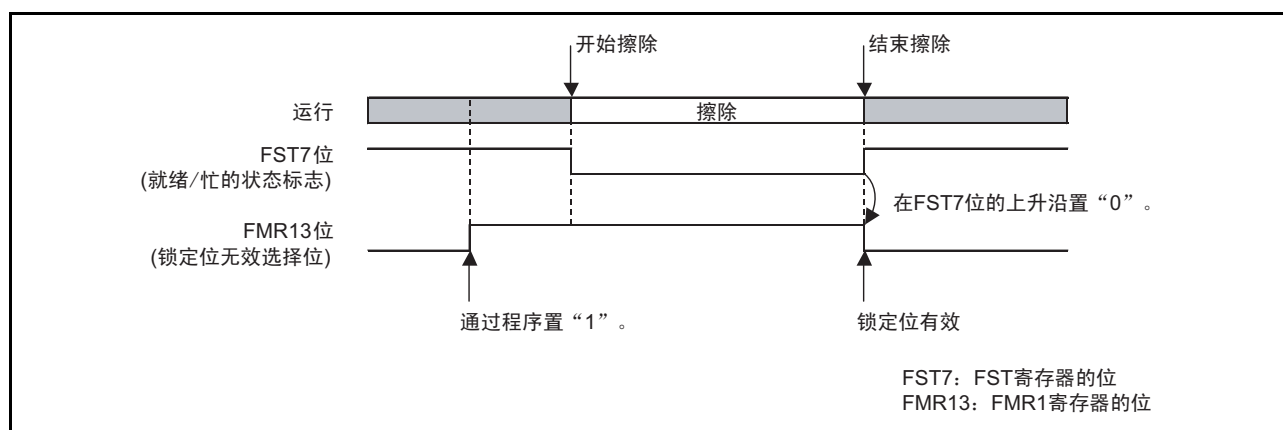 开始擦除
结束擦除
运行
擦除
FST7位
(就绪/忙的状态标志)
在FST7位的上升沿置“0”。
FMR13位
(锁定位无效选择位)
通过程序置“1”。
锁定位有效
FST7：FST寄存器的位
FMR13：FMR1寄存器的位